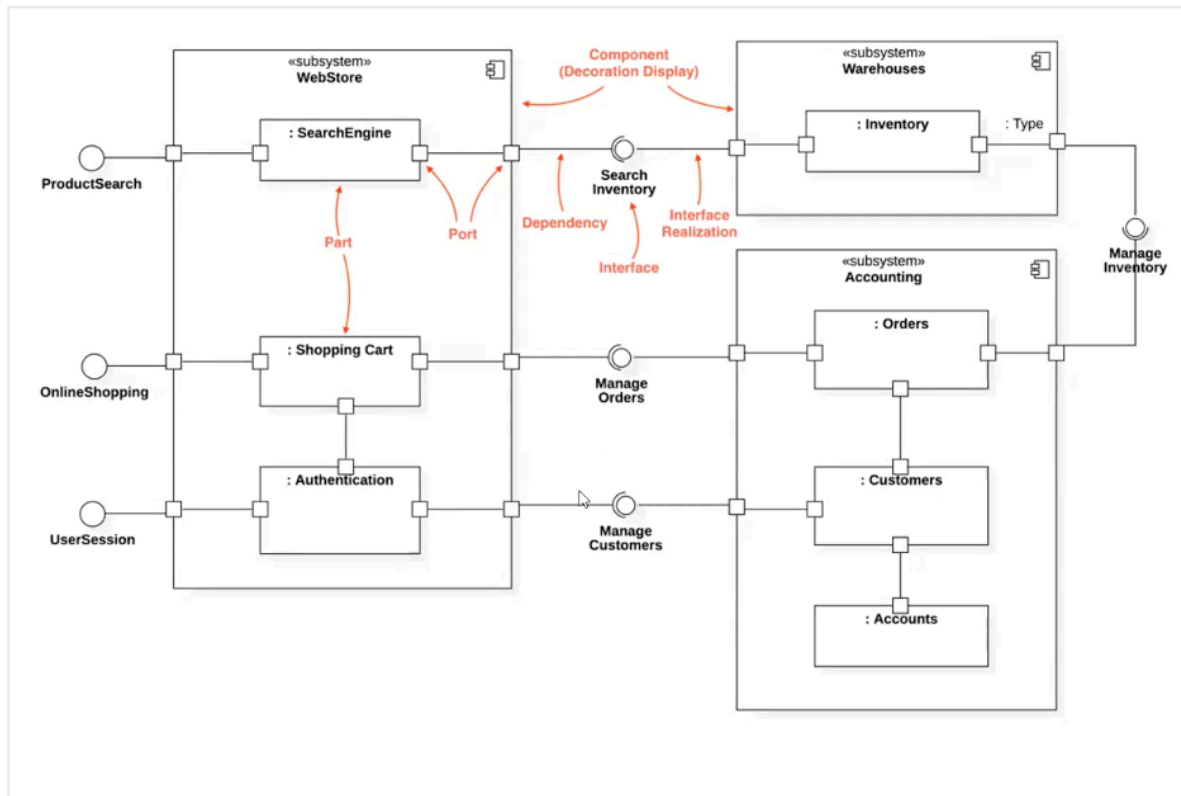 «subsystem»
WebStore
Component
(Decoration Display)
«subsystem»
Warehouses
: SearchEngine
: Inventory
: Type
ProductSearch
Search
Inventory
Part
Port
Dependency
Interface
Realization
Interface
Manage
Inventory
«subsystem»
Accounting
: Shopping Cart
: Orders
OnlineShopping
Manage
Orders
: Authentication
: Customers
UserSession
Manage
Customers
: Accounts